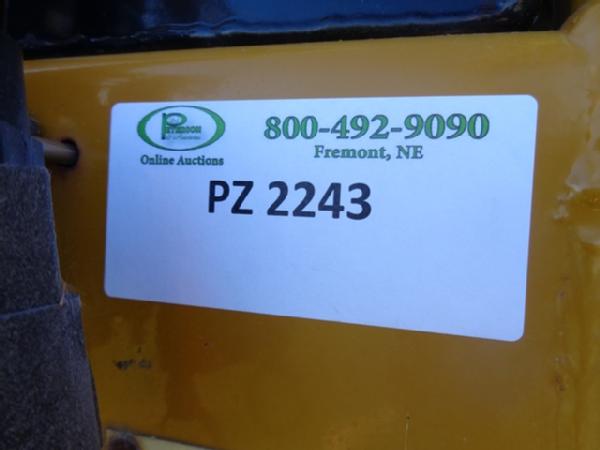 PETERSON
800-492-9090
Online Auctions
Fremont, NE
PZ 2243